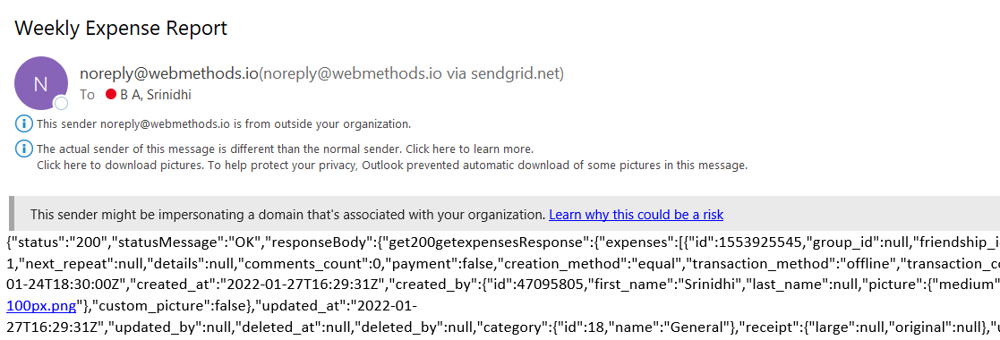 Weekly Expense Report
N
noreply@webmethods.io(noreply@webmethods.io via sendgrid.net)
To B A, Srinidhi
This sender noreply@webmethods.io is from outside your organization.
The actual sender of this message is different than the normal sender. Click here to learn more.
Click here to download pictures. To help protect your privacy, Outlook prevented automatic download of some pictures in this message.
This sender might be impersonating a domain that's associated with your organization. Learn why this could be a risk
{"status":"200","statusMessage":"OK","responseBody":{"get200getexpensesResponse":{"expenses":[{"id":1553925545,"group_id":null,"friendship_i
1,"next_repeat":null,"details":null,"comments_count":0,"payment":false,"creation_method":"equal","transaction_method":"offline","transaction_co
01-24T18:30:00Z","created_at":"2022-01-27T16:29:31Z","created_by":{"id":47095805,"first_name":"Srinidhi","last_name":null,"picture":{"medium"
100px.png"},"custom_picture":false},"updated_at":"2022-01-
27T16:29:31Z","updated_by":null,"deleted_at":null,"deleted_by":null,"category":{"id":18,"name":"General"},"receipt":{"large":null,"original":null},"